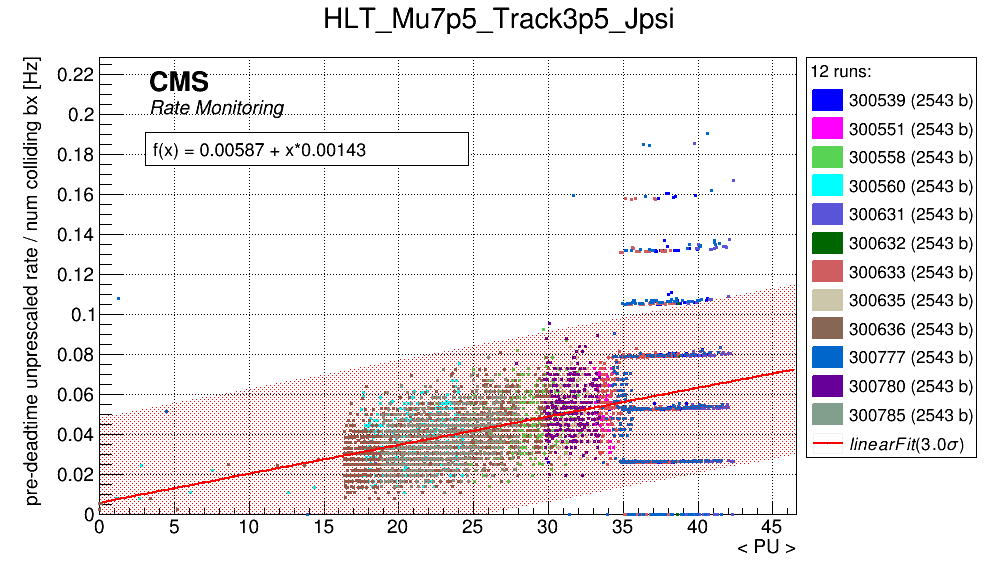 HLT_Mu7p5_Track3p5_Jpsi
pre-deadtime unprescaled rate / num colliding bx [Hz]
0.22
0.2
0.18
0.16
0.14
0.12
0.1
0.08
0.06
0.04
0.02
0
CMS
Rate Monitoring
f(x) = 0.00587 + x*0.00143
0 5 10 15 20 25 30 35 40 45
< PU >
12 runs:
300539 (2543 b)
300551 (2543 b)
300558 (2543 b)
300560 (2543 b)
300631 (2543 b)
300632 (2543 b)
300633 (2543 b)
300635 (2543 b)
300636 (2543 b)
300777 (2543 b)
300780 (2543 b)
300785 (2543 b)
linearFit(3.0σ)